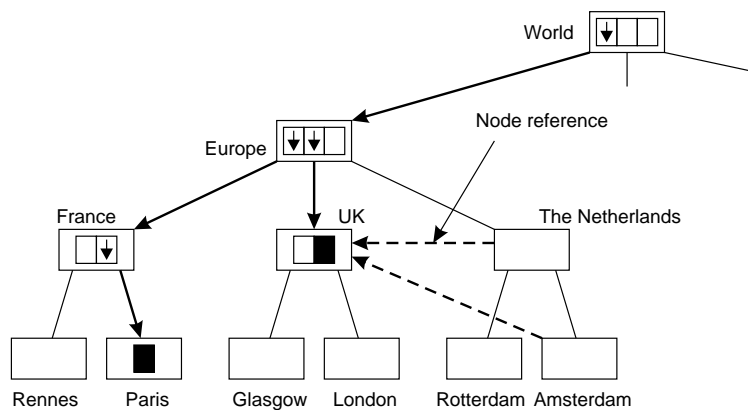 World
Node reference
Europe
France
UK
The Netherlands
Rennes
Paris
Glasgow
London
Rotterdam
Amsterdam